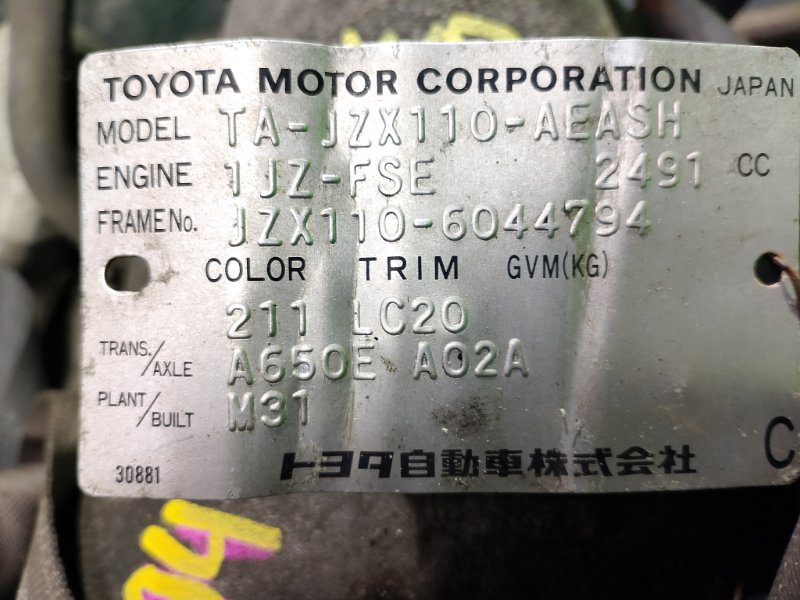 TOYOTA MOTOR CORPORATION JAPAN
MODEL TA-JZX110-AEASH
ENGINE 1JZ-FSE 2491 CC
FRAME No. JZX110-6044794
COLOR TRIM GVM(KG)
211 LC20
TRANS./AXLE A650E A02A
PLANT/BUILT M31
C
30881 トヨタ自動車株式会社
04